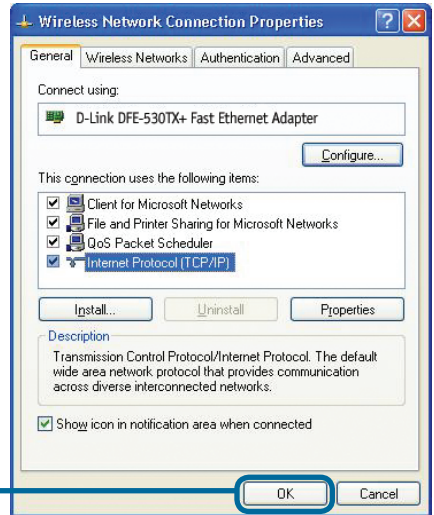 Wireless Network Connection Properties
General Wireless Networks Authentication Advanced
Connect using:
D-Link DFE-530TX+ Fast Ethernet Adapter
Configure...
This connection uses the following items:
Client for Microsoft Networks
File and Printer Sharing for Microsoft Networks
QoS Packet Scheduler
Internet Protocol (TCP/IP)
Install... Uninstall Properties
Description
Transmission Control Protocol/Internet Protocol. The default
wide area network protocol that provides communication
across diverse interconnected networks.
Show icon in notification area when connected
OK Cancel